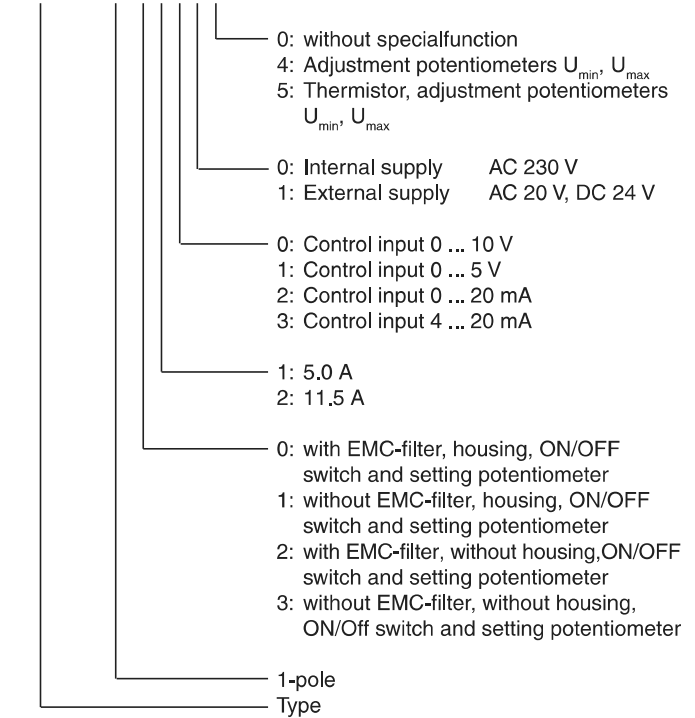 0: without specialfunction
4: Adjustment potentiometers Umin, Umax
5: Thermistor, adjustment potentiometers
Umin, Umax
0: Internal supply AC 230 V
1: External supply AC 20 V, DC 24 V
0: Control input 0 ... 10 V
1: Control input 0 ... 5 V
2: Control input 0 ... 20 mA
3: Control input 4 ... 20 mA
1: 5.0 A
2: 11.5 A
0: with EMC-filter, housing, ON/OFF
switch and setting potentiometer
1: without EMC-filter, housing, ON/OFF
switch and setting potentiometer
2: with EMC-filter, without housing,ON/OFF
switch and setting potentiometer
3: without EMC-filter, without housing,
ON/Off switch and setting potentiometer
1-pole
Type